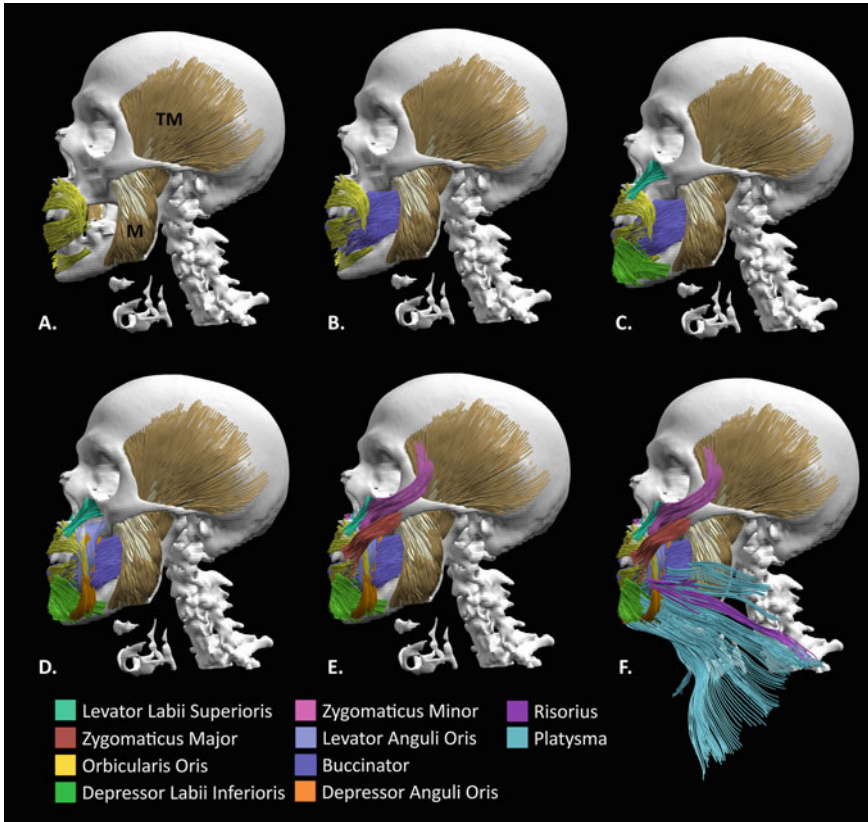 TM
M
A.
B.
C.
D.
E.
F.
Levator Labii Superioris
Zygomaticus Minor
Risorius
Zygomaticus Major
Levator Anguli Oris
Platysma
Orbicularis Oris
Buccinator
Depressor Labii Inferioris
Depressor Anguli Oris